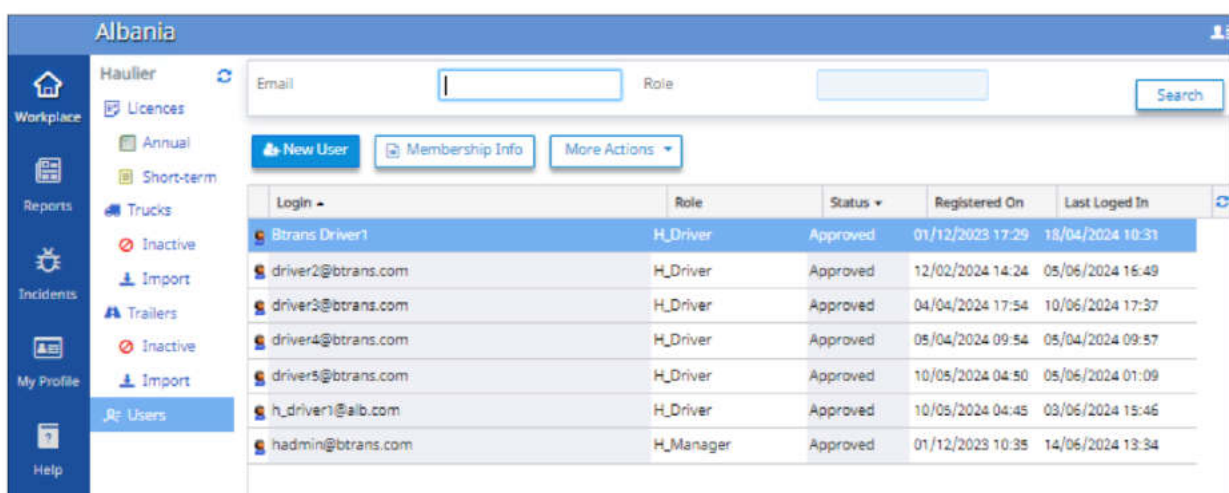 Albania
Workplace
Reports
Incidents
My Profile
Help
Haulier
Licences
Annual
Short-term
Trucks
Inactive
Import
Trailers
Inactive
Import
Users
Email Role Search
New User Membership Info More Actions
Login Role Status Registered On Last Loged In
Btrans Driver1 H_Driver Approved 01/12/2023 17:29 18/04/2024 10:31
driver2@btrans.com H_Driver Approved 12/02/2024 14:24 05/06/2024 16:49
driver3@btrans.com H_Driver Approved 04/04/2024 17:54 10/06/2024 17:37
driver4@btrans.com H_Driver Approved 05/04/2024 09:54 05/04/2024 09:57
driver5@btrans.com H_Driver Approved 10/05/2024 04:50 05/06/2024 01:09
h_driver1@alb.com H_Driver Approved 10/05/2024 04:45 03/06/2024 15:46
hadmin@btrans.com H_Manager Approved 01/12/2023 10:35 14/06/2024 13:34